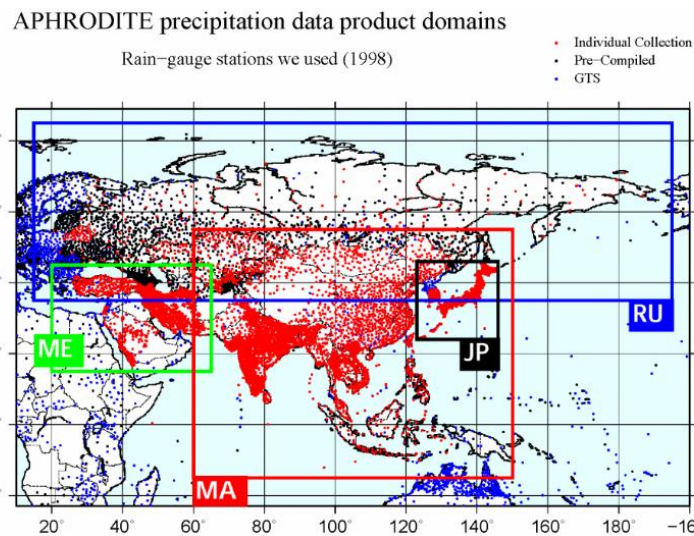 APHRODITE precipitation data product domains
Rain-gauge stations we used (1998)
Individual Collection
Pre-Compiled
GTS
RU
ME
JP
MA
20° 40° 60° 80° 100° 120° 140° 160° 180° -16